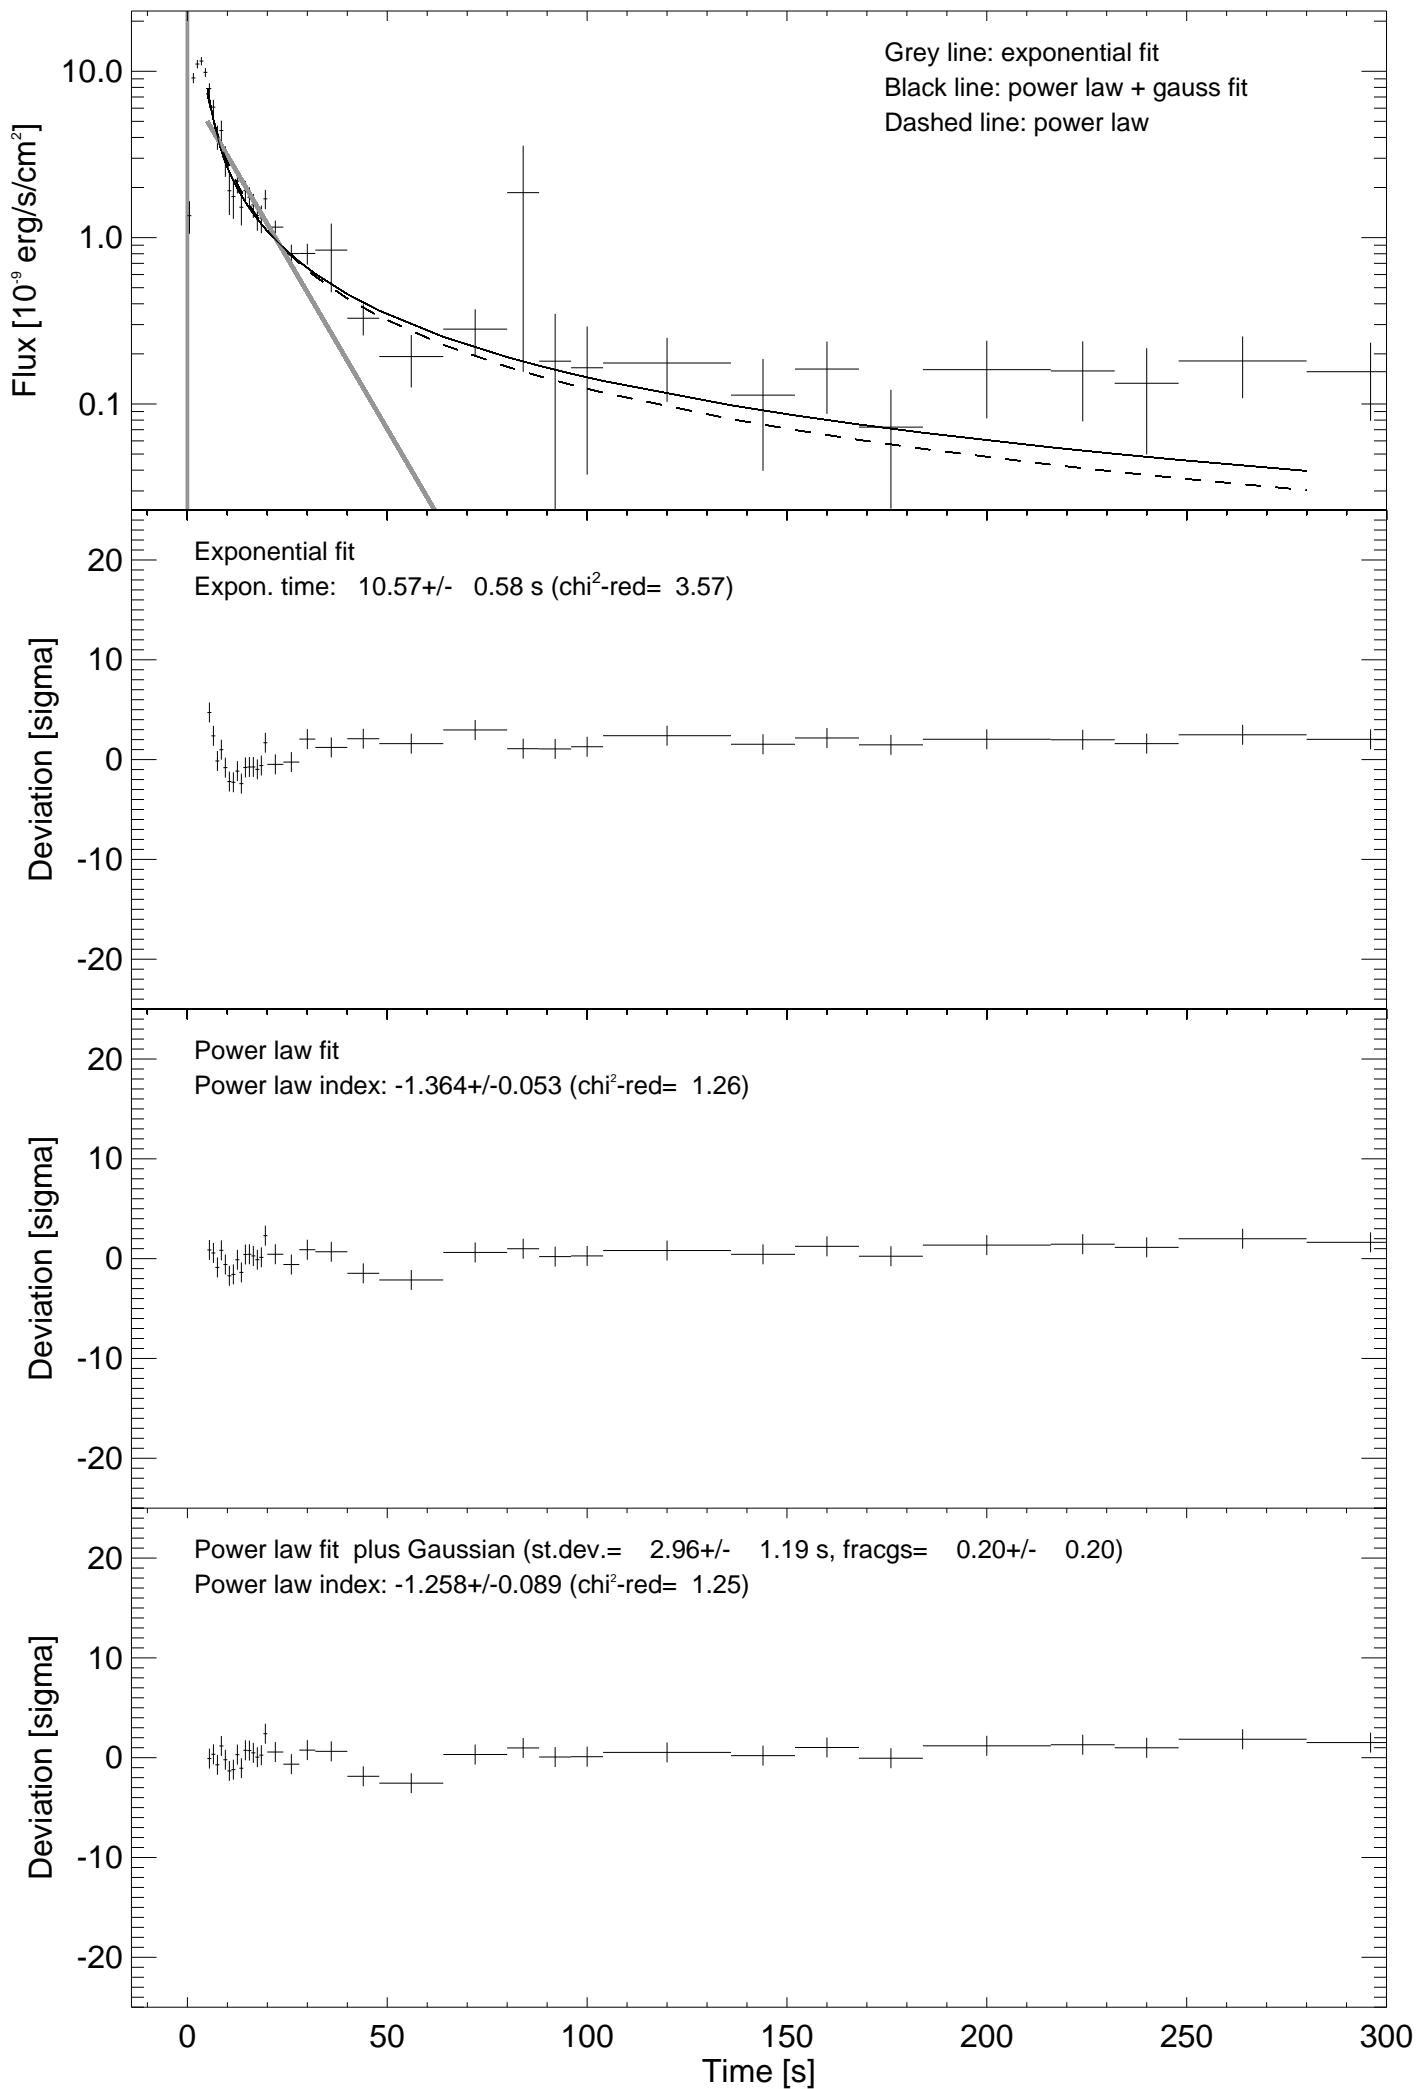 Grey line: exponential fit
Black line: power law + gauss fit
Dashed line: power law
Flux [10⁻⁹ erg/s/cm²]
10.0
1.0
0.1
Exponential fit
Expon. time: 10.57+/- 0.58 s (chi²-red= 3.57)
Deviation [sigma]
20
10
0
-10
-20
Power law fit
Power law index: -1.364+/-0.053 (chi²-red= 1.26)
Deviation [sigma]
20
10
0
-10
-20
Power law fit plus Gaussian (st.dev.= 2.96+/- 1.19 s, fracgs= 0.20+/- 0.20)
Power law index: -1.258+/-0.089 (chi²-red= 1.25)
Deviation [sigma]
20
10
0
-10
-20
0 50 100 150 200 250 300
Time [s]